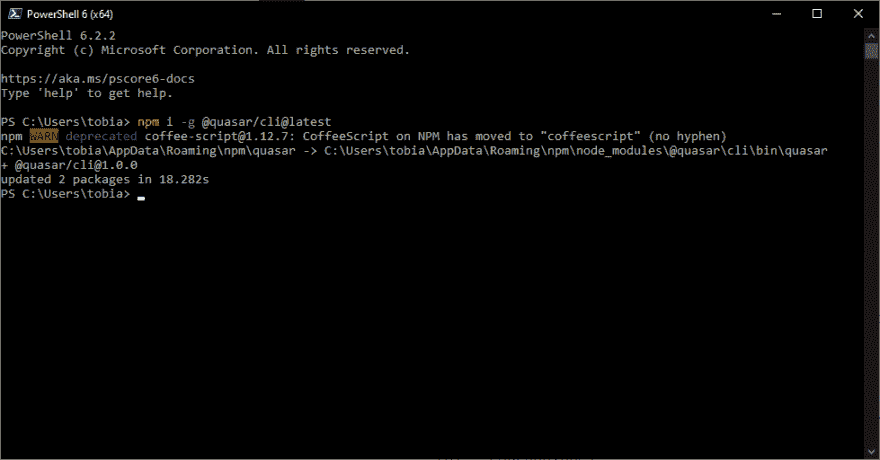 PowerShell 6 (x64)
PowerShell 6.2.2
Copyright (c) Microsoft Corporation. All rights reserved.
https://aka.ms/pscore6-docs
Type 'help' to get help.
PS C:\Users\tobia> npm i -g @quasar/cli@latest
npm WARN deprecated coffee-script@1.12.7: CoffeeScript on NPM has moved to "coffeescript" (no hyphen)
C:\Users\tobia\AppData\Roaming\npm\quasar -> C:\Users\tobia\AppData\Roaming\npm\node_modules\@quasar\cli\bin\quasar
+ @quasar/cli@1.0.0
updated 2 packages in 18.282s
PS C:\Users\tobia>